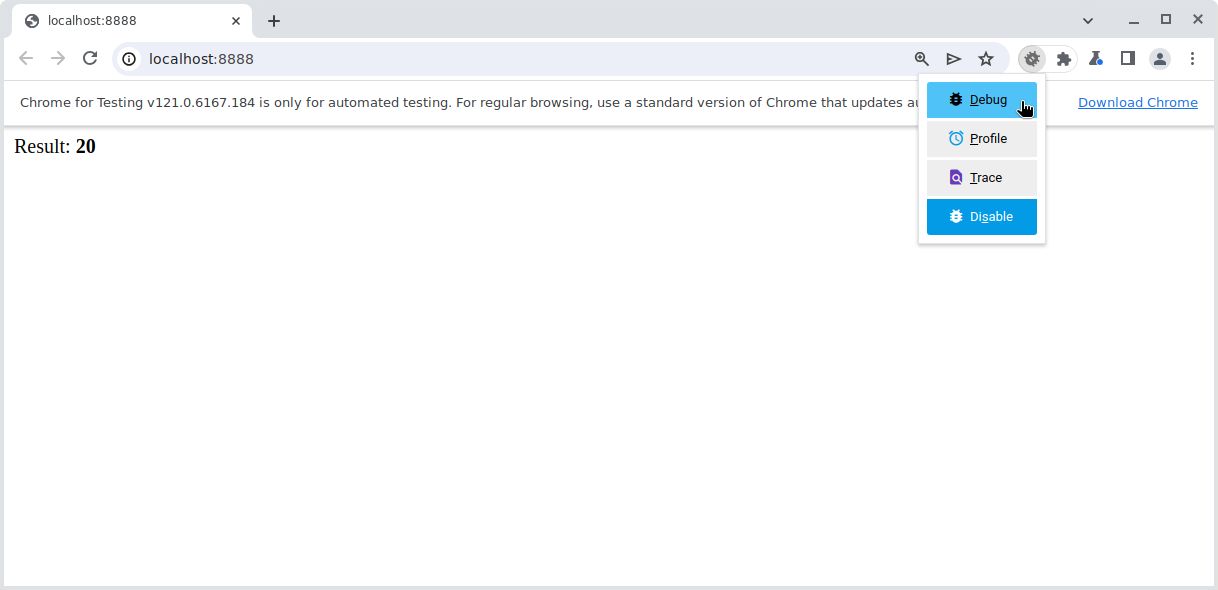 localhost:8888
localhost:8888
Chrome for Testing v121.0.6167.184 is only for automated testing. For regular browsing, use a standard version of Chrome that updates
Download Chrome
Debug
Result: 20
Profile
Trace
Disable